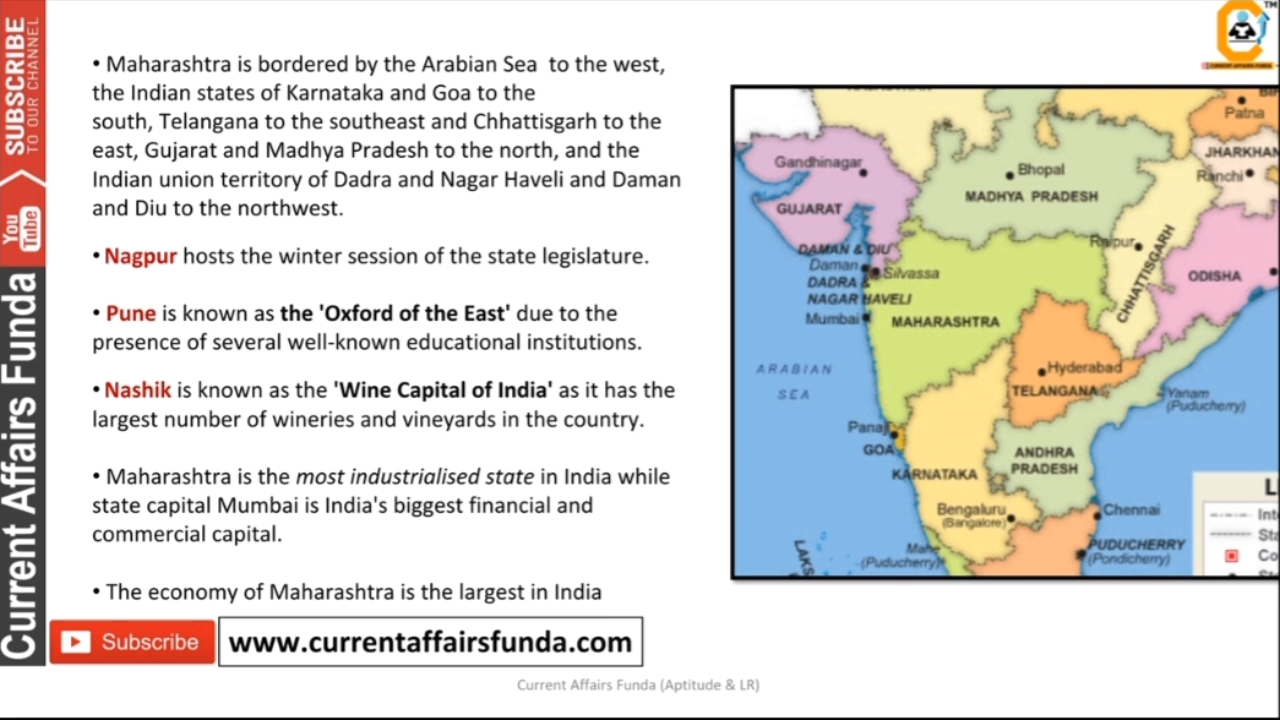 SUBSCRIBE
TO OUR CHANNEL
You
Tube
Current Affairs Funda
• Maharashtra is bordered by the Arabian Sea to the west,
the Indian states of Karnataka and Goa to the
south, Telangana to the southeast and Chhattisgarh to the
east, Gujarat and Madhya Pradesh to the north, and the
Indian union territory of Dadra and Nagar Haveli and Daman
and Diu to the northwest.
• Nagpur hosts the winter session of the state legislature.
• Pune is known as the 'Oxford of the East' due to the
presence of several well-known educational institutions.
• Nashik is known as the 'Wine Capital of India' as it has the
largest number of wineries and vineyards in the country.
• Maharashtra is the most industrialised state in India while
state capital Mumbai is India's biggest financial and
commercial capital.
• The economy of Maharashtra is the largest in India
Subscribe
www.currentaffairsfunda.com
Current Affairs Funda (Aptitude & LR)
TM
CURRENT AFFAIRS FUNDA
Patna
JHARKHAN
Ranchi
Gandhinagar
GUJARAT
Bhopal
MADHYA PRADESH
Raipur
CHHATTISGARH
ODISHA
DAMAN & DIU
Daman
Silvassa
DADRA &
NAGAR HAVELI
Mumbai
MAHARASHTRA
ARABIAN
SEA
Hyderabad
TELANGANA
Yanam
(Puducherry)
Panaji
GOA
KARNATAKA
ANDHRA
PRADESH
Bengaluru
(Bangalore)
Chennai
Mahe
(Puducherry)
PUDUCHERRY
(Pondicherry)
LAKS
L
Int
Sta
Co